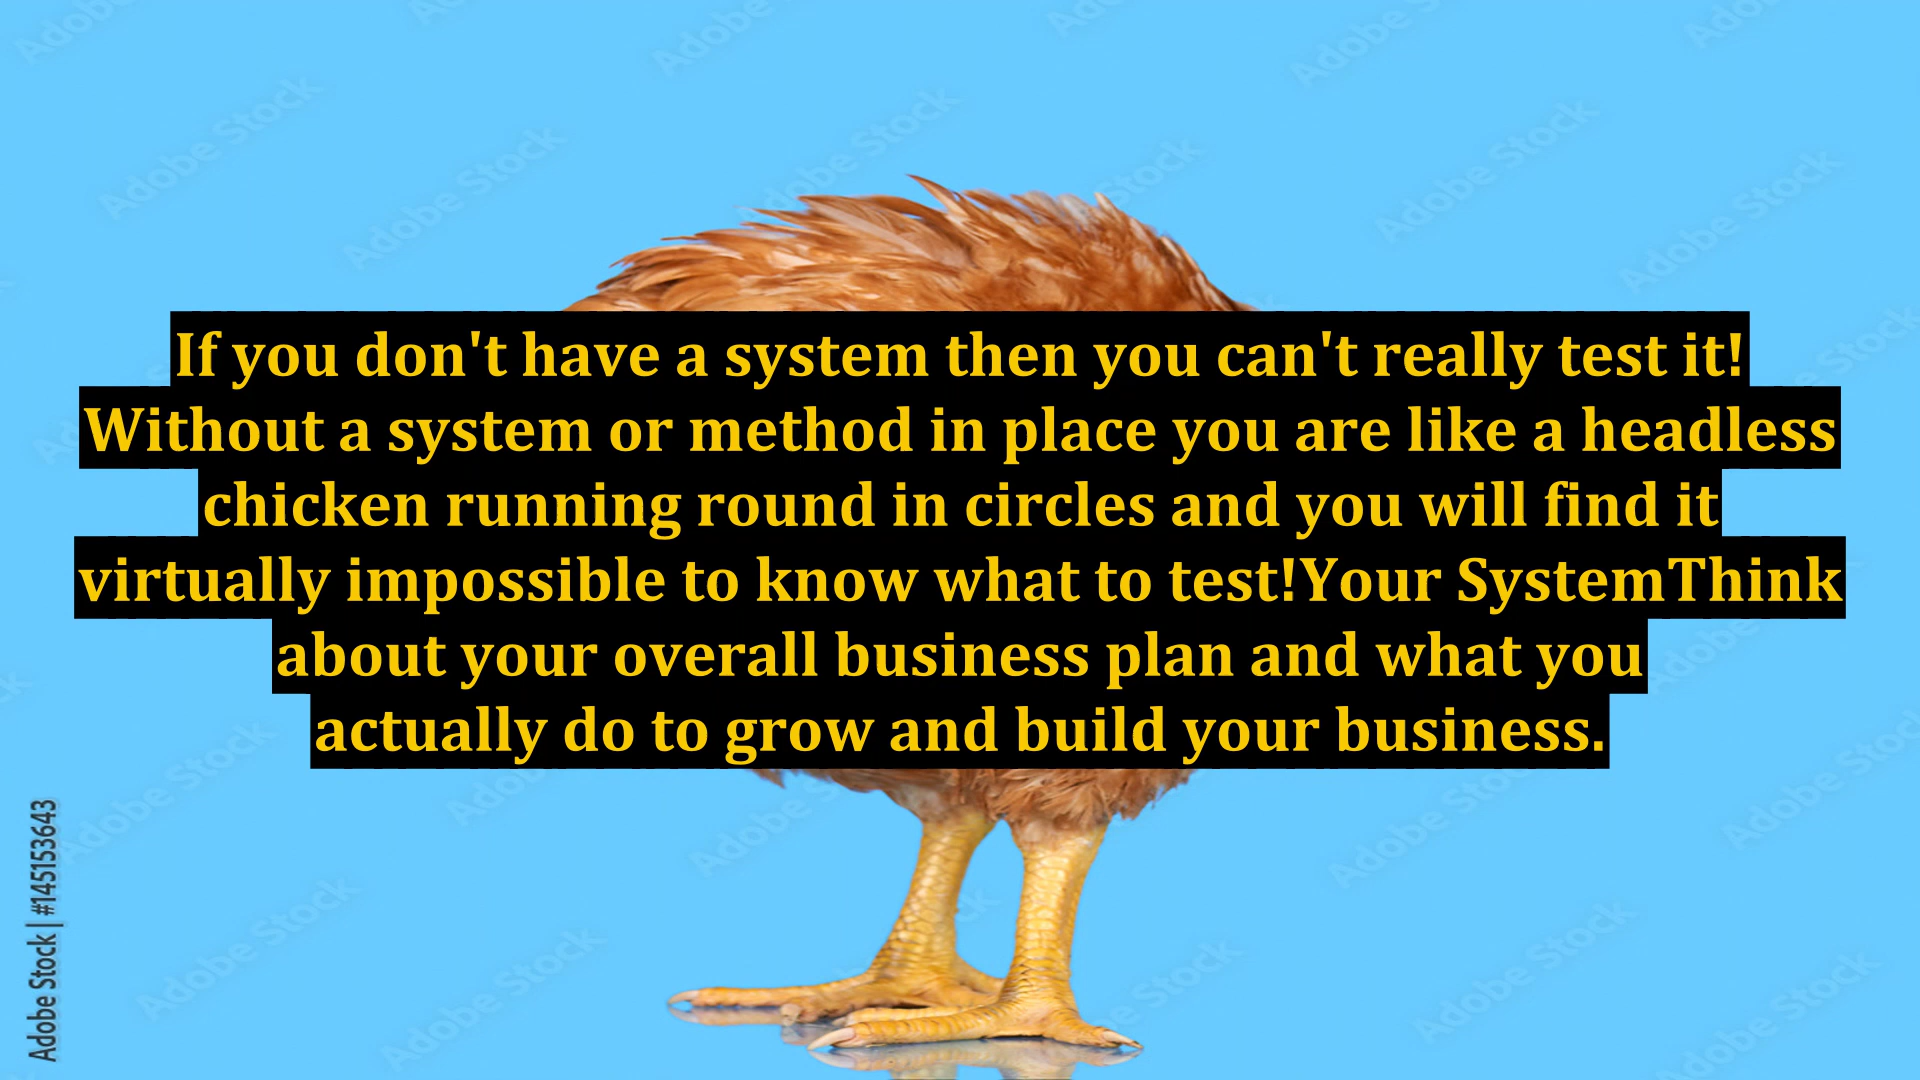 If you don't have a system then you can't really test it!
Without a system or method in place you are like a headless
chicken running round in circles and you will find it
virtually impossible to know what to test!Your SystemThink
about your overall business plan and what you
actually do to grow and build your business.
Adobe Stock | #145153643
Adobe Stock